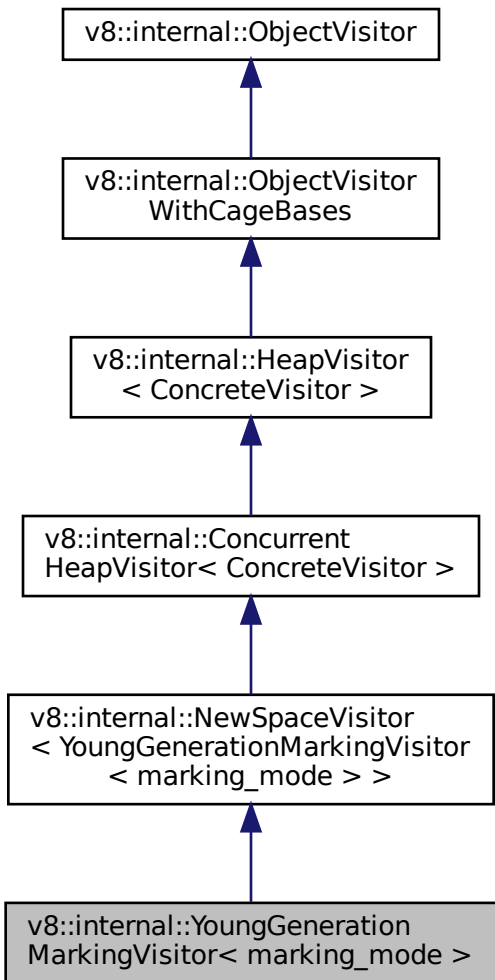 v8::internal::ObjectVisitor
v8::internal::ObjectVisitor
WithCageBases
v8::internal::HeapVisitor
< ConcreteVisitor >
v8::internal::Concurrent
HeapVisitor< ConcreteVisitor >
v8::internal::NewSpaceVisitor
< YoungGenerationMarkingVisitor
< marking_mode > >
v8::internal::YoungGeneration
MarkingVisitor< marking_mode >